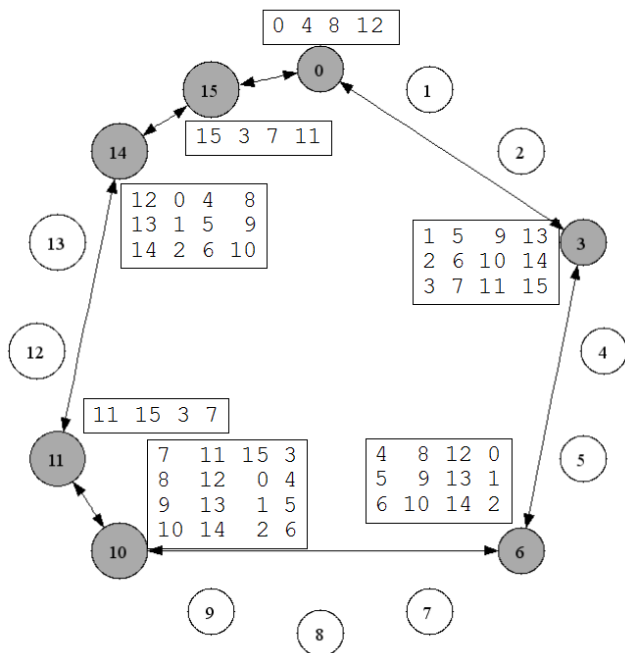 0 4 8 12
0
15
1
15 3 7 11
14
2
12 0 4 8
13 1 5 9
14 2 6 10
13
1 5 9 13
2 6 10 14
3 7 11 15
3
12
4
11 15 3 7
11
7 11 15 3
8 12 0 4
9 13 1 5
10 14 2 6
4 8 12 0
5 9 13 1
6 10 14 2
5
10
6
9
8
7